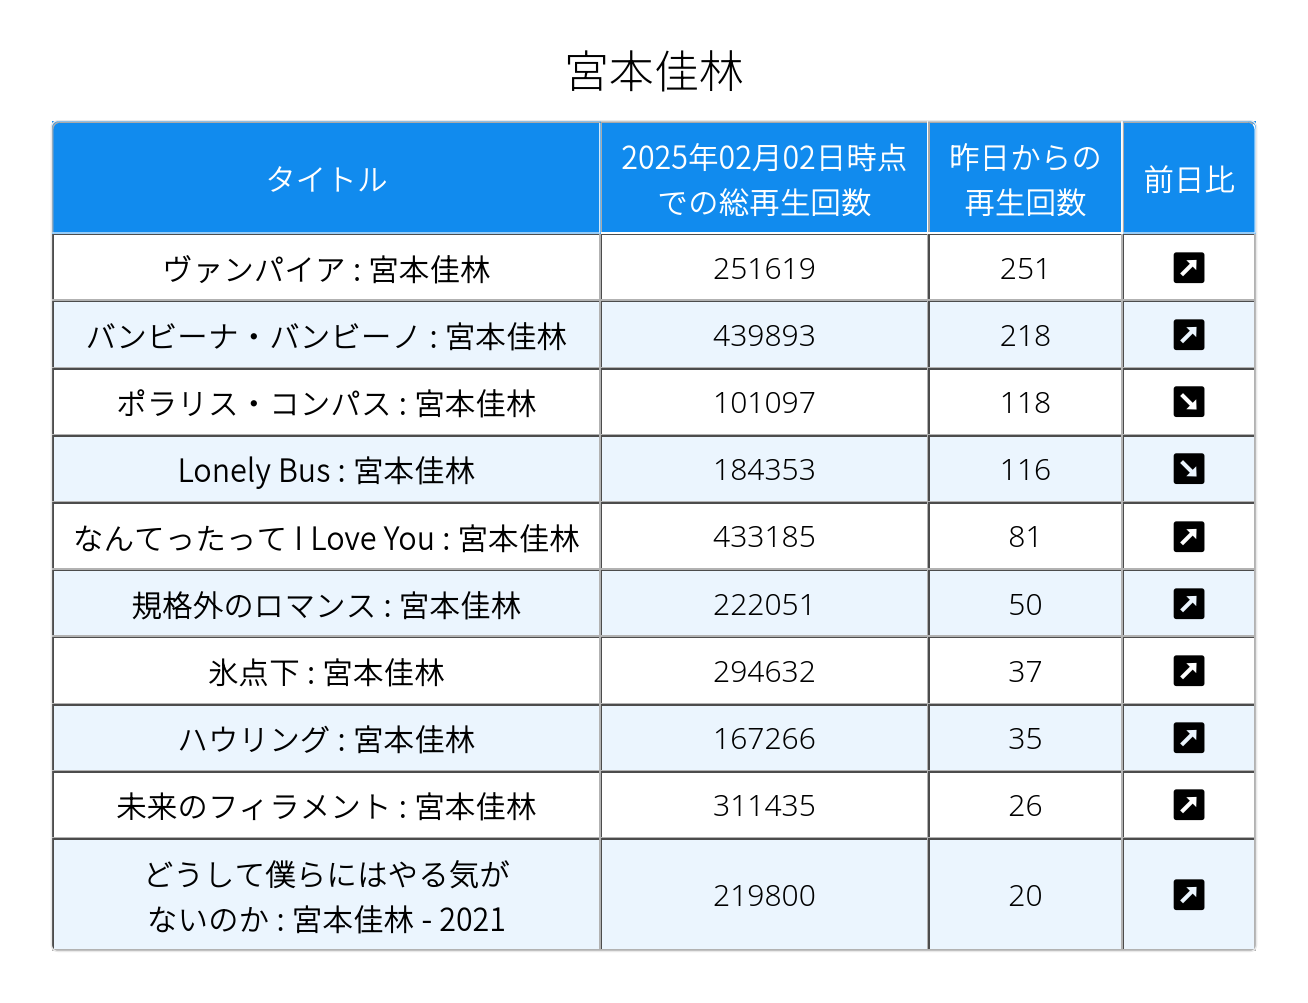 宮本佳林
タイトル
2025年02月02日時点
での総再生回数
昨日からの
再生回数
前日比
ヴァンパイア : 宮本佳林 251619 251 ↗
バンビーナ・バンビーノ : 宮本佳林 439893 218 ↗
ポラリス・コンパス : 宮本佳林 101097 118 ↘
Lonely Bus : 宮本佳林 184353 116 ↘
なんてったって I Love You : 宮本佳林 433185 81 ↗
規格外のロマンス : 宮本佳林 222051 50 ↗
氷点下 : 宮本佳林 294632 37 ↗
ハウリング : 宮本佳林 167266 35 ↗
未来のフィラメント : 宮本佳林 311435 26 ↗
どうして僕らにはやる気が
ないのか : 宮本佳林 - 2021 219800 20 ↗